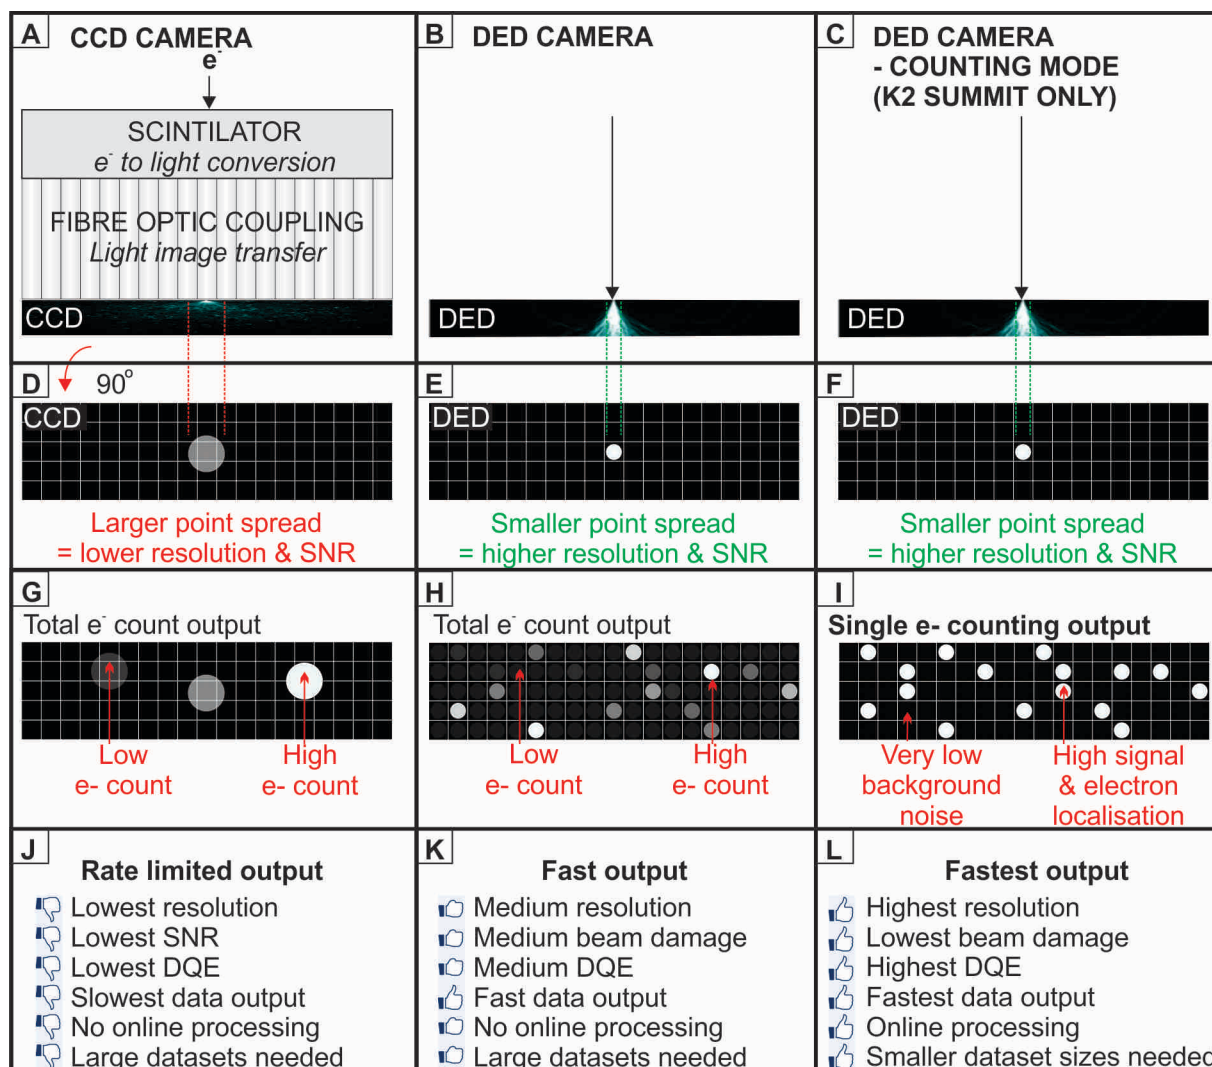 A CCD CAMERA
e-
SCINTILATOR
e- to light conversion
FIBRE OPTIC COUPLING
Light image transfer
CCD
B DED CAMERA
DED
C DED CAMERA
- COUNTING MODE
(K2 SUMMIT ONLY)
DED
D 90°
CCD
Larger point spread
= lower resolution & SNR
E
DED
Smaller point spread
= higher resolution & SNR
F
DED
Smaller point spread
= higher resolution & SNR
G
Total e- count output
Low
e- count
High
e- count
H
Total e- count output
Low
e- count
High
e- count
I
Single e- counting output
Very low
background
noise
High signal
& electron
localisation
J
Rate limited output
Lowest resolution
Lowest SNR
Lowest DQE
Slowest data output
No online processing
Large datasets needed
K
Fast output
Medium resolution
Medium beam damage
Medium DQE
Fast data output
No online processing
Large datasets needed
L
Fastest output
Highest resolution
Lowest beam damage
Highest DQE
Fastest data output
Online processing
Smaller dataset sizes needed